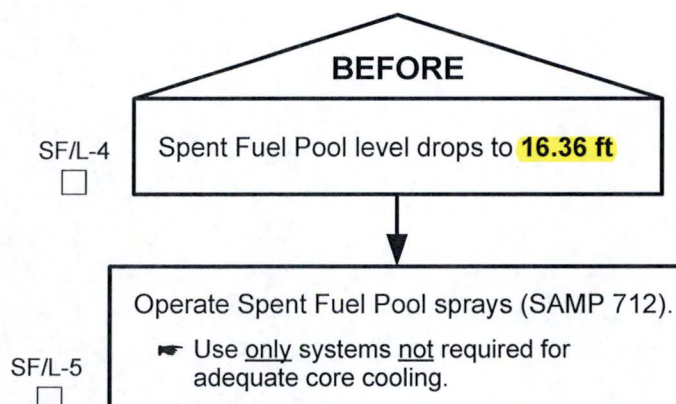 BEFORE
SF/L-4
Spent Fuel Pool level drops to 16.36 ft
Operate Spent Fuel Pool sprays (SAMP 712).
☛ Use only systems not required for
adequate core cooling.
SF/L-5